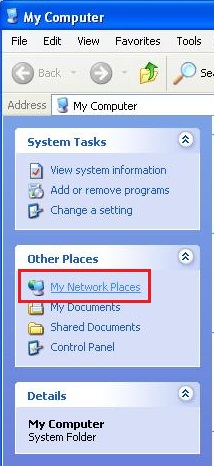 My Computer
File Edit View Favorites Tools
Back
Address My Computer
System Tasks
View system information
Add or remove programs
Change a setting
Other Places
My Network Places
My Documents
Shared Documents
Control Panel
Details
My Computer
System Folder